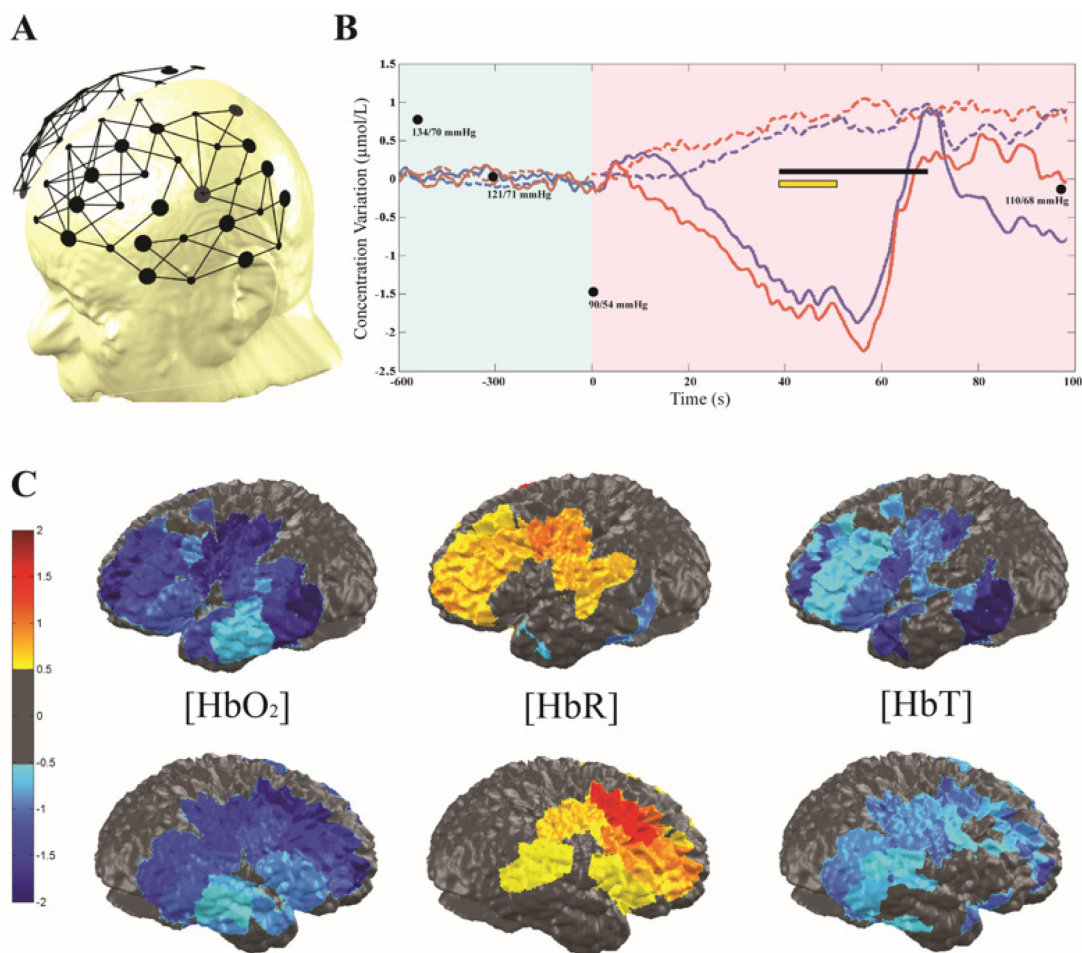 A
B
Concentration Variation (μmol/L)
1.5
1
0.5
0
-0.5
-1
-1.5
-2
-2.5
134/70 mmHg
121/71 mmHg
90/54 mmHg
110/68 mmHg
-600
-300
0
20
40
60
80
100
Time (s)
C
2
1.5
1
0.5
0
-0.5
-1
-1.5
-2
[HbO₂]
[HbR]
[HbT]